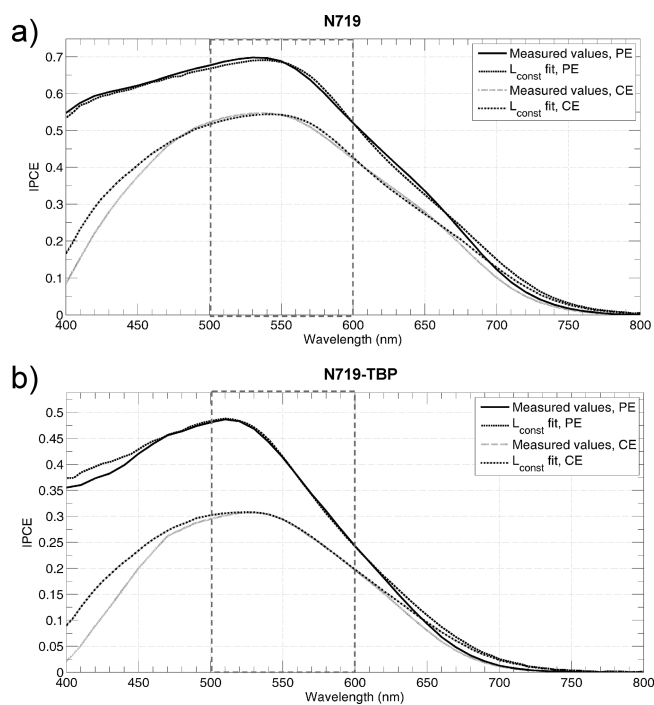 a)
N719
Measured values, PE
L_const fit, PE
Measured values, CE
L_const fit, CE
0.7
0.6
0.5
0.4
0.3
0.2
0.1
0
IPCE
400 450 500 550 600 650 700 750 800
Wavelength (nm)
b)
N719-TBP
Measured values, PE
L_const fit, PE
Measured values, CE
L_const fit, CE
0.5
0.45
0.4
0.35
0.3
0.25
0.2
0.15
0.1
0.05
0
IPCE
400 450 500 550 600 650 700 750 800
Wavelength (nm)